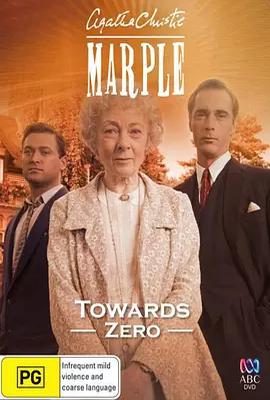 Agatha Christie
MARPLE
TOWARDS
ZERO
PG
Infrequent mild
violence and
coarse language
ABC
DVD